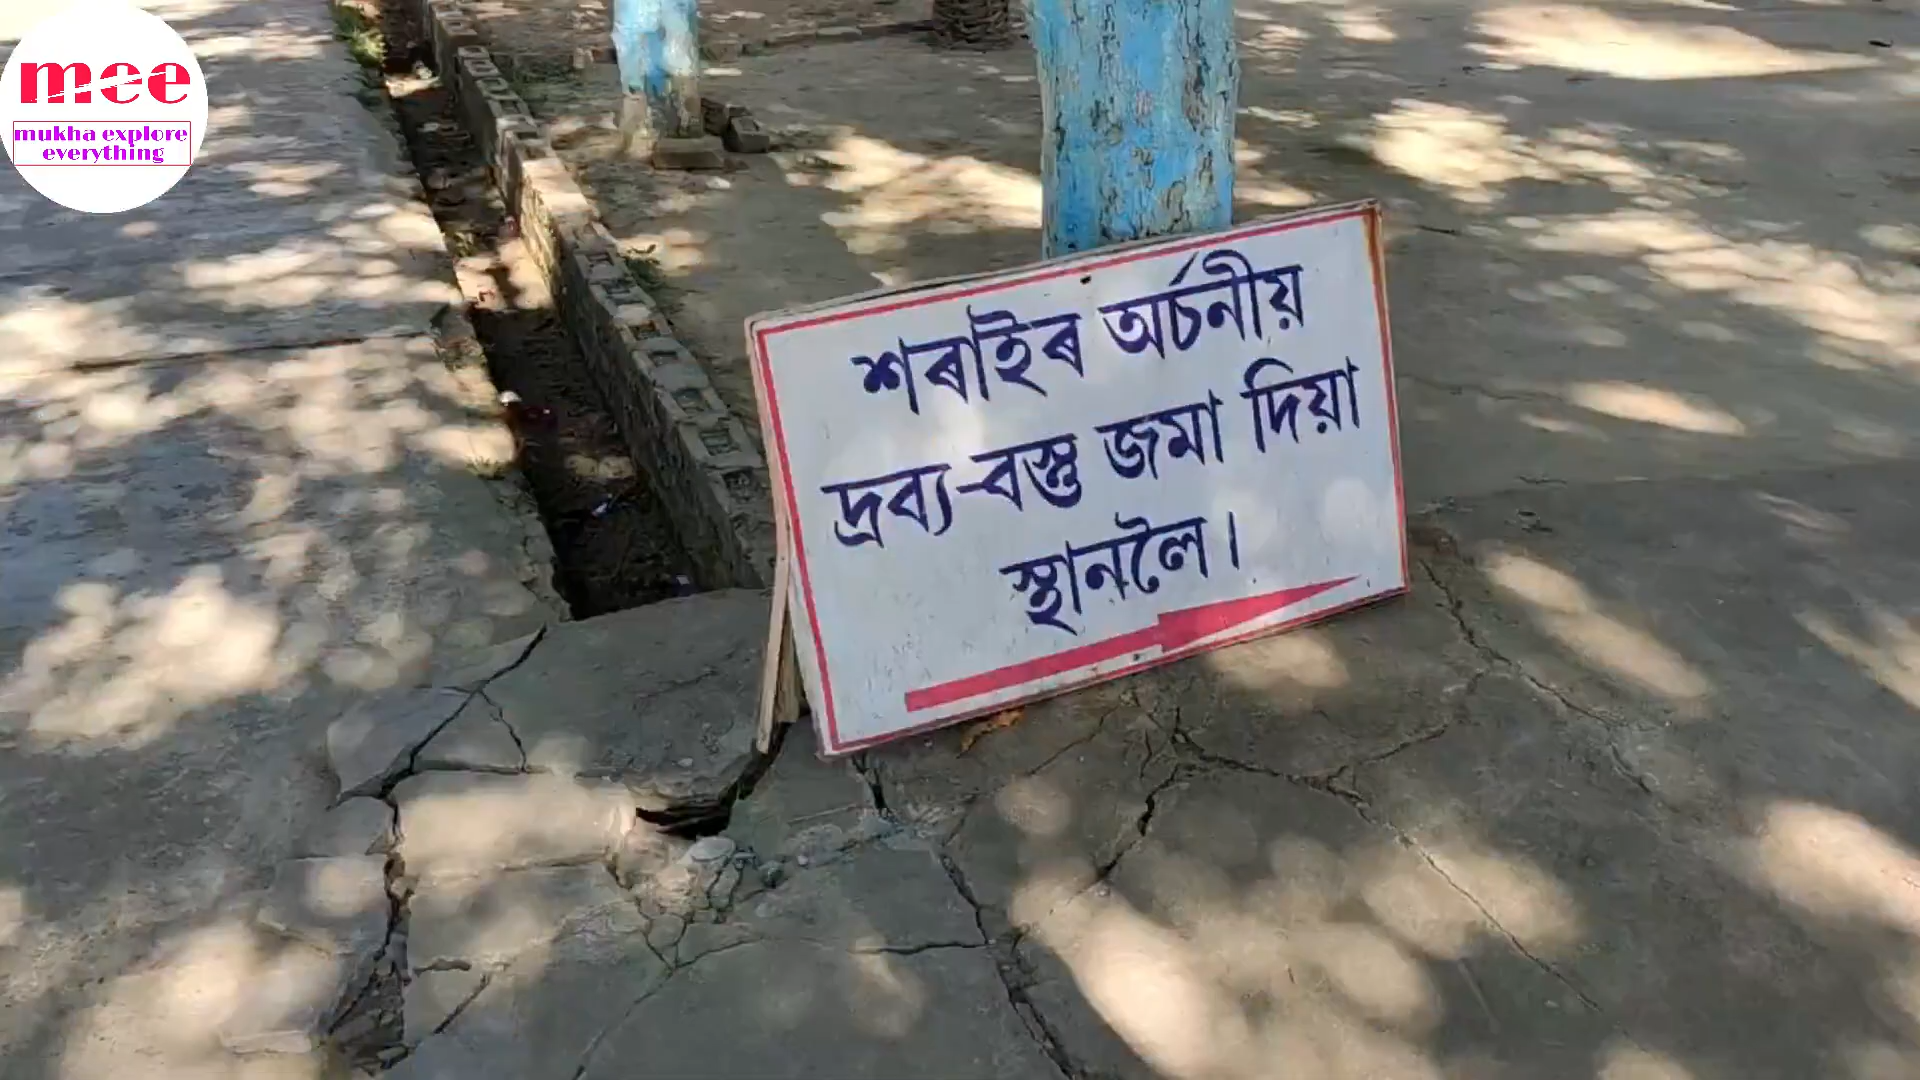 mee
mukha explore
everything
শৰাইৰ অৰ্চনীয়
দ্ৰব্য-বস্তু জমা দিয়া
স্থানলৈ।